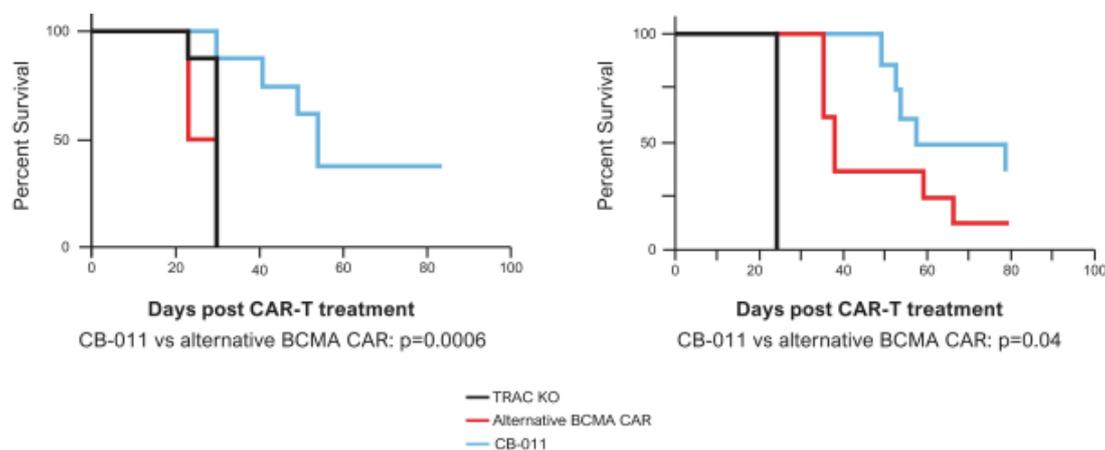 Percent Survival
100
50
0
0 20 40 60 80 100
Days post CAR-T treatment
CB-011 vs alternative BCMA CAR: p=0.0006
Percent Survival
100
50
0
0 20 40 60 80 100
Days post CAR-T treatment
CB-011 vs alternative BCMA CAR: p=0.04
TRAC KO
Alternative BCMA CAR
CB-011